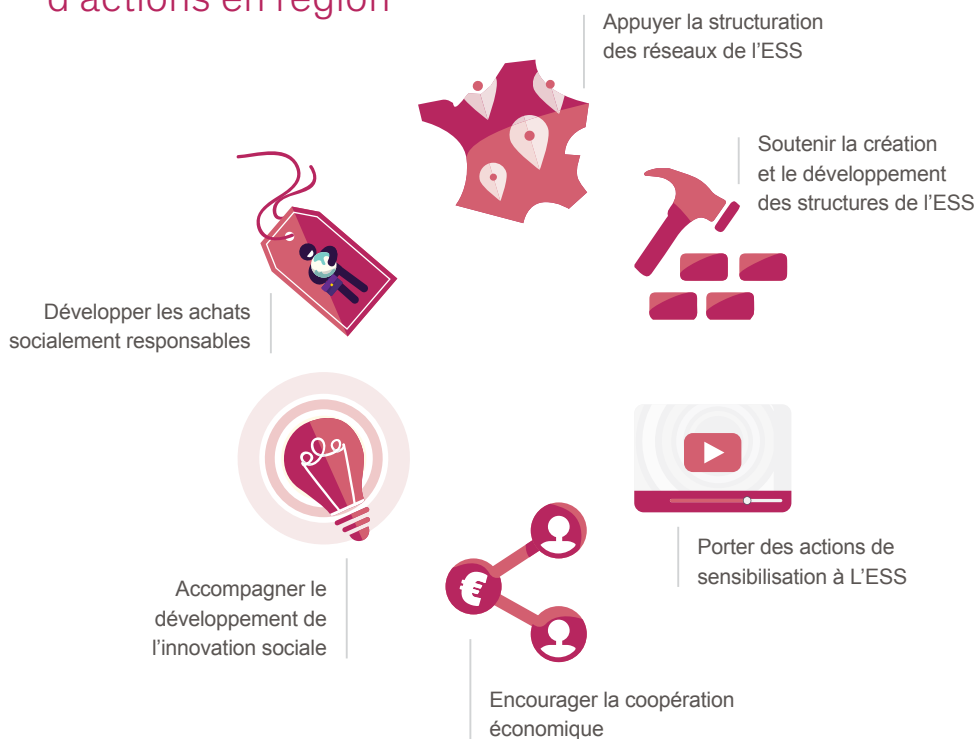 d'actions en région
Appuyer la structuration
des réseaux de l'ESS
Soutenir la création
et le développement
des structures de l'ESS
Développer les achats
socialement responsables
Porter des actions de
sensibilisation à L'ESS
Accompagner le
développement de
l'innovation sociale
Encourager la coopération
économique